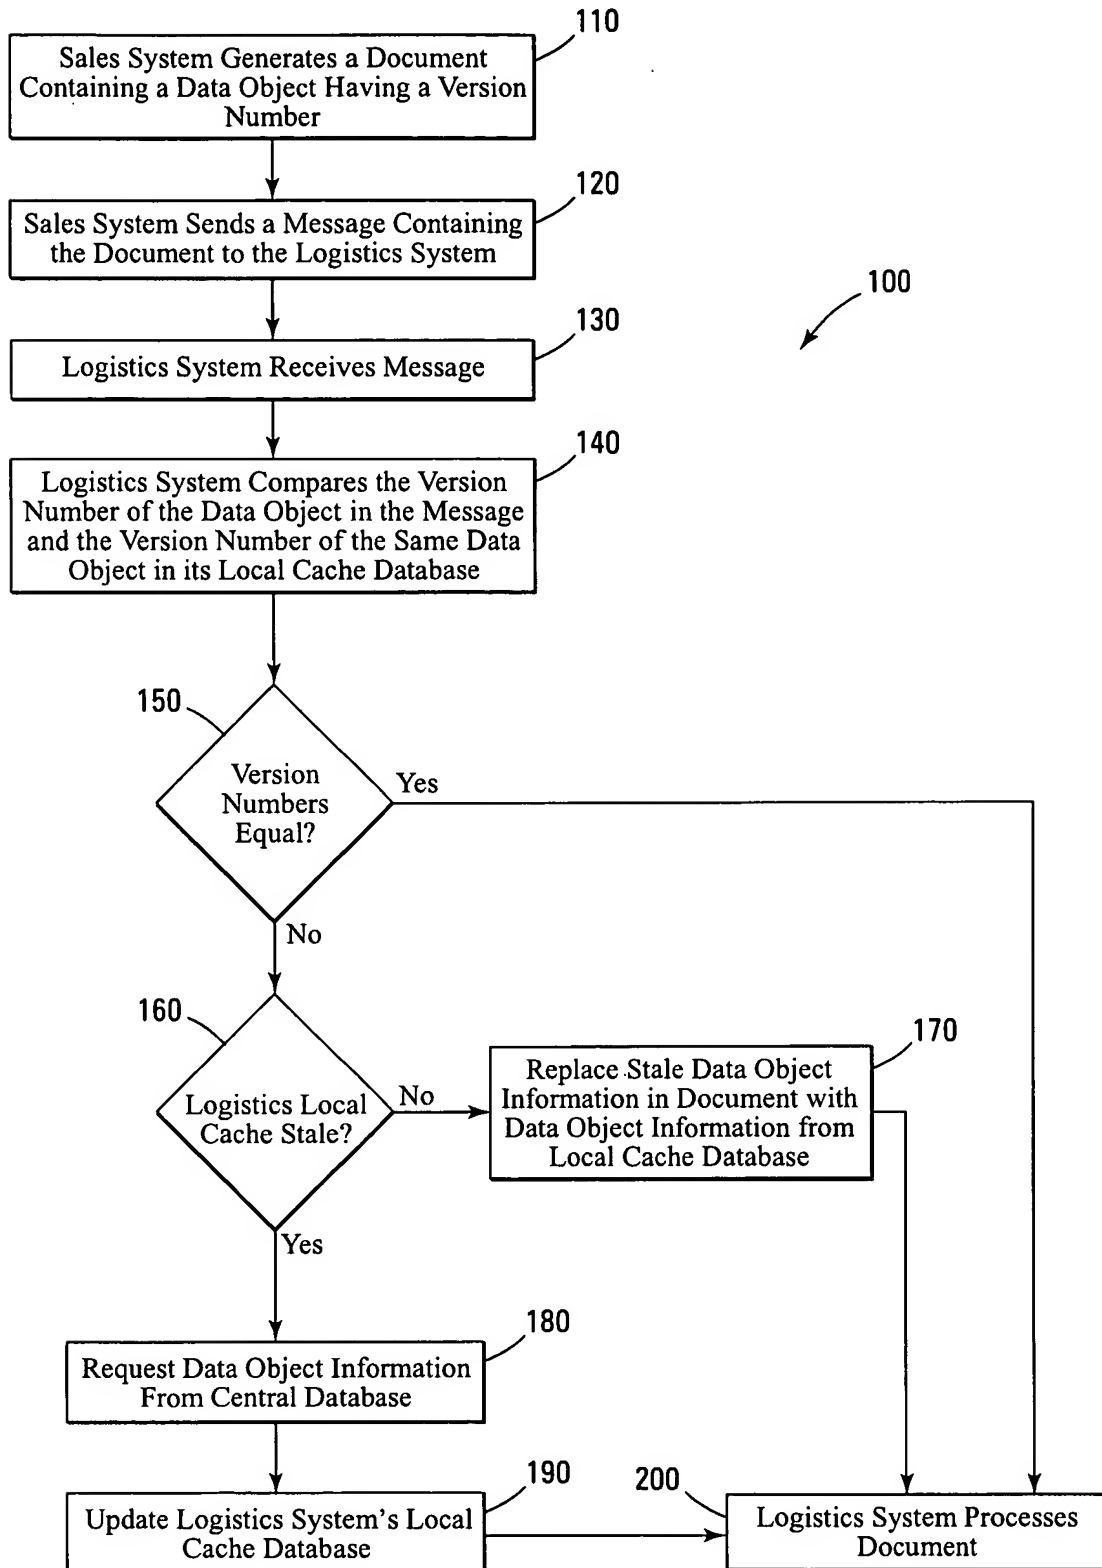 110
Sales System Generates a Document
Containing a Data Object Having a Version
Number
120
Sales System Sends a Message Containing
the Document to the Logistics System
100
130
Logistics System Receives Message
140
Logistics System Compares the Version
Number of the Data Object in the Message
and the Version Number of the Same Data
Object in its Local Cache Database
150
Version
Numbers
Equal?
Yes
No
160
Logistics Local
Cache Stale?
No
170
Replace Stale Data Object
Information in Document with
Data Object Information from
Local Cache Database
Yes
180
Request Data Object Information
From Central Database
190
Update Logistics System's Local
Cache Database
200
Logistics System Processes
Document